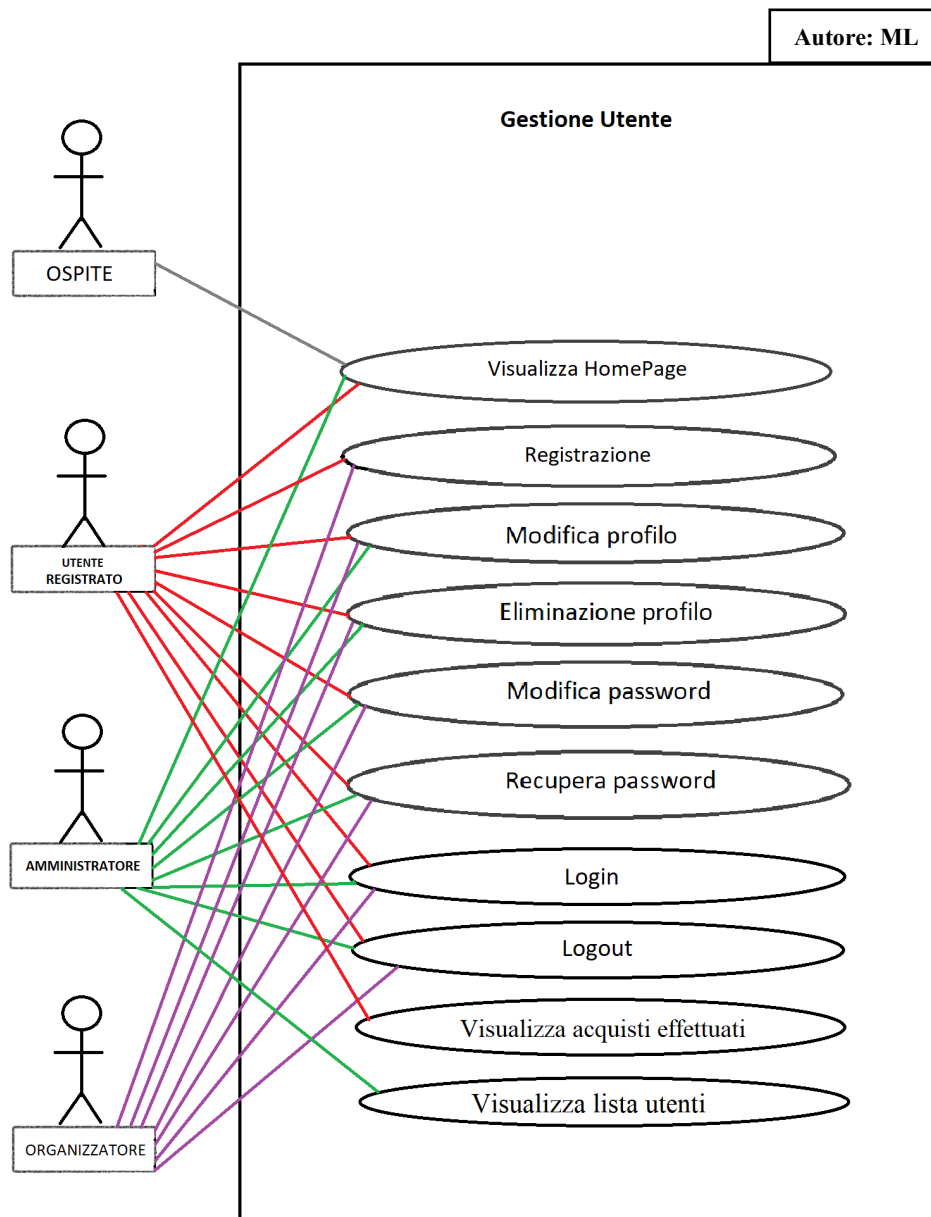 Autore: ML
Gestione Utente
OSPITE
Visualizza HomePage
Registrazione
Modifica profilo
UTENTE
REGISTRATO
Eliminazione profilo
Modifica password
Recupera password
AMMINISTRATORE
Login
Logout
Visualizza acquisti effettuati
Visualizza lista utenti
ORGANIZZATORE